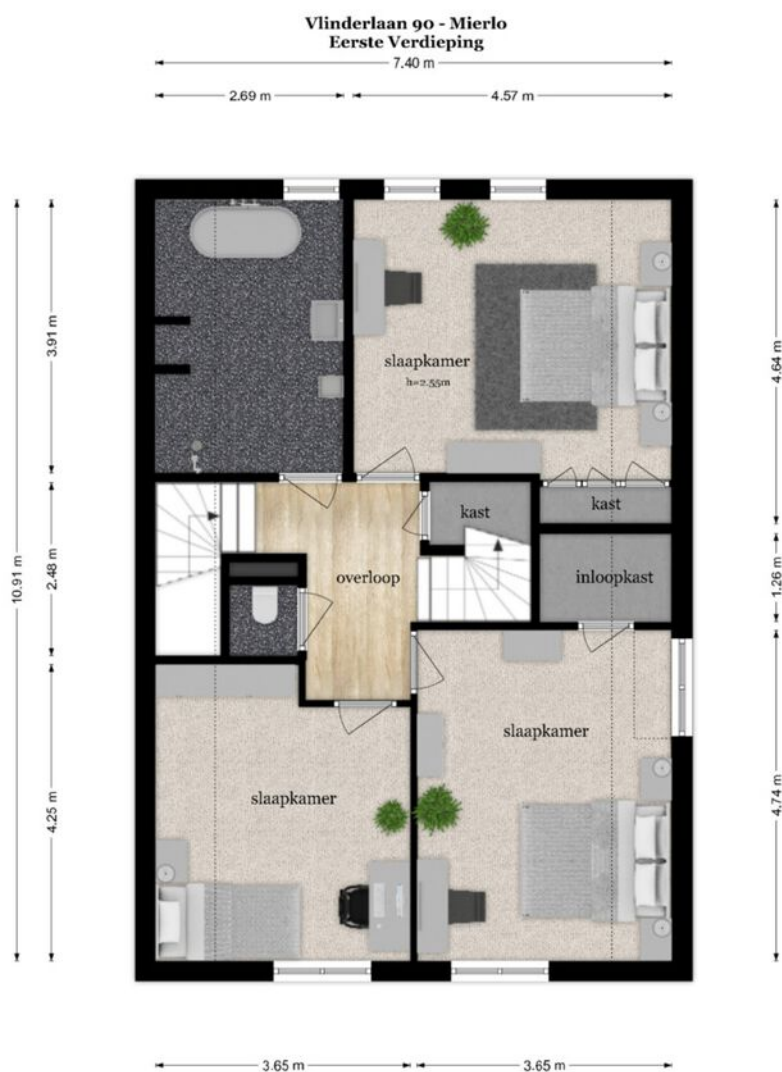 Vlinderlaan 90 - Mierlo
Eerste Verdieping
7.40 m
2.69 m
4.57 m
3.91 m
4.64 m
slaapkamer
h=2.55m
kast
kast
10.91 m
2.48 m
overloop
inloopkast
1.26 m
slaapkamer
slaapkamer
4.25 m
4.74 m
3.65 m
3.65 m